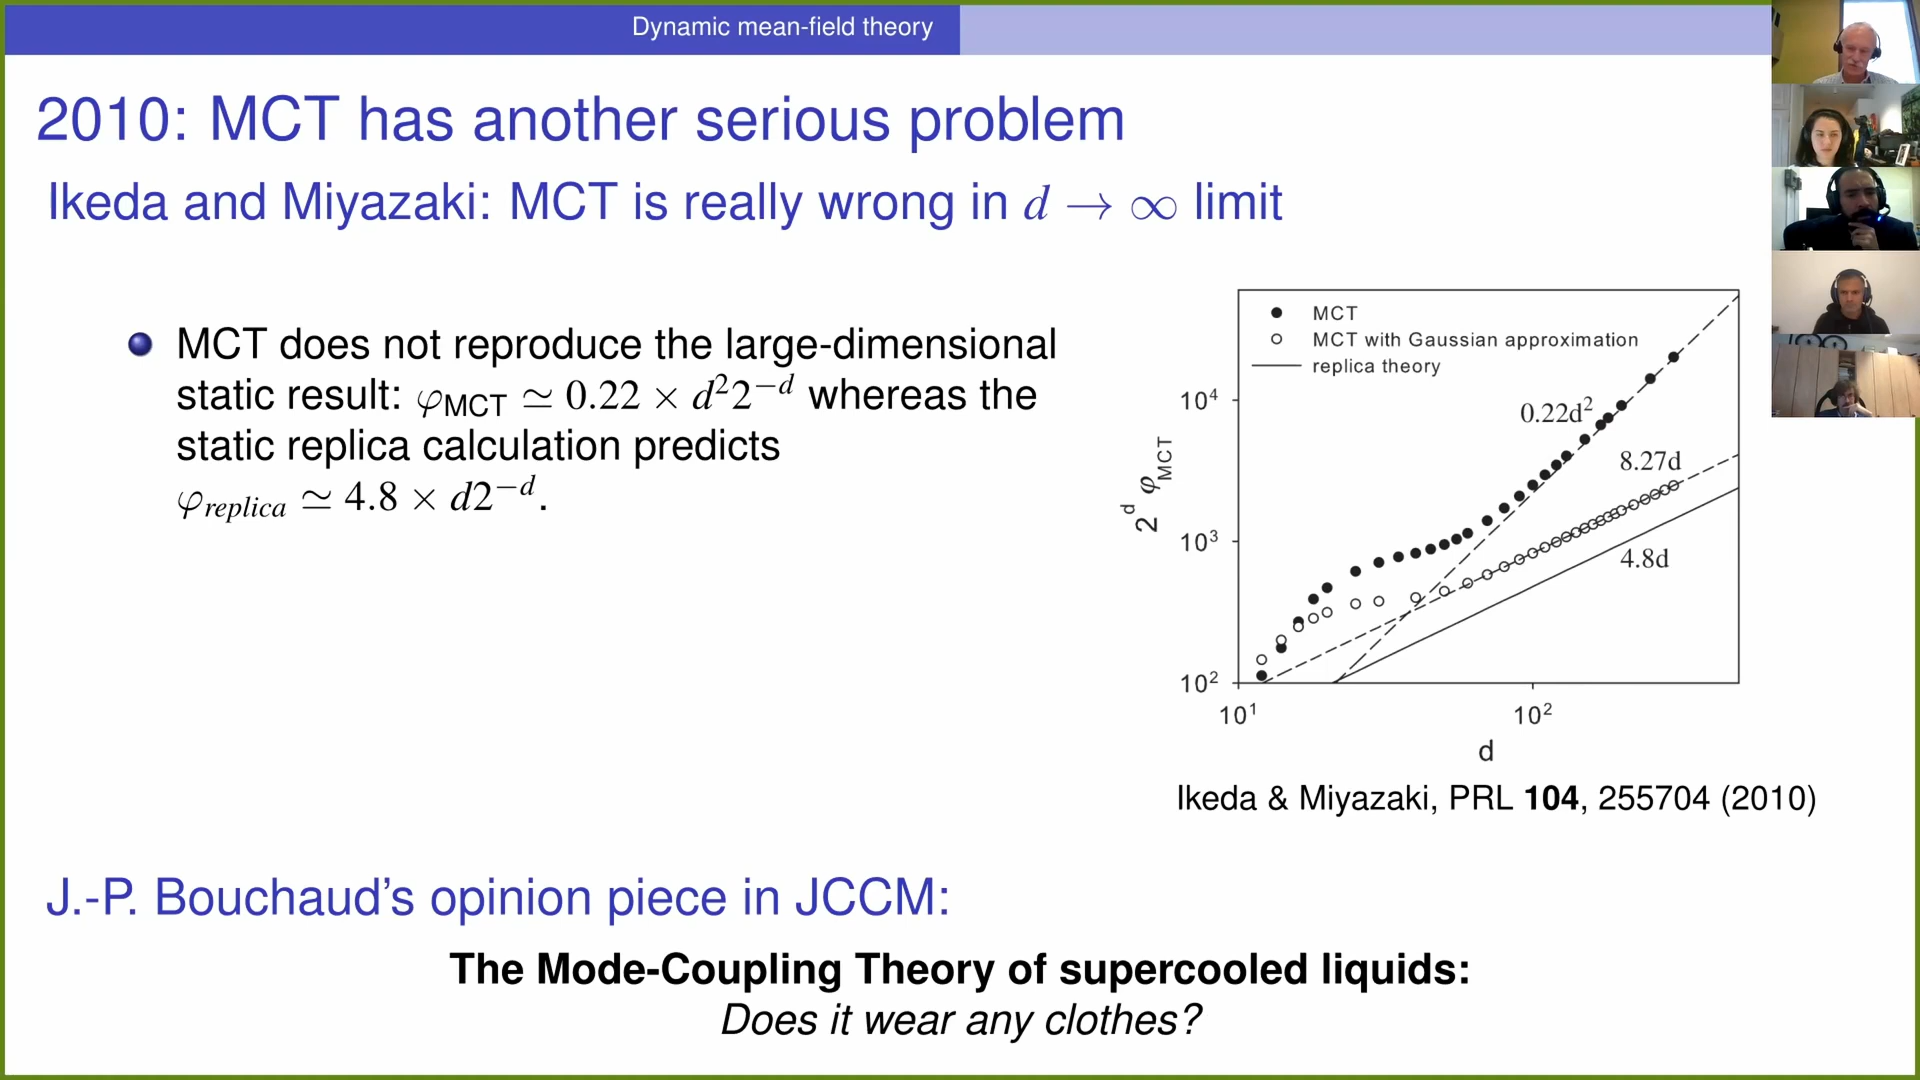 Dynamic mean-field theory
2010: MCT has another serious problem
Ikeda and Miyazaki: MCT is really wrong in d → ∞ limit
MCT does not reproduce the large-dimensional
static result: φ_MCT ≃ 0.22 × d²2⁻ᵈ whereas the
static replica calculation predicts
φ_replica ≃ 4.8 × d2⁻ᵈ.
MCT
MCT with Gaussian approximation
replica theory
10⁴
10³
10²
2ᵈ φ_MCT
0.22d²
8.27d
4.8d
10¹
10²
d
Ikeda & Miyazaki, PRL 104, 255704 (2010)
J.-P. Bouchaud's opinion piece in JCCM:
The Mode-Coupling Theory of supercooled liquids:
Does it wear any clothes?